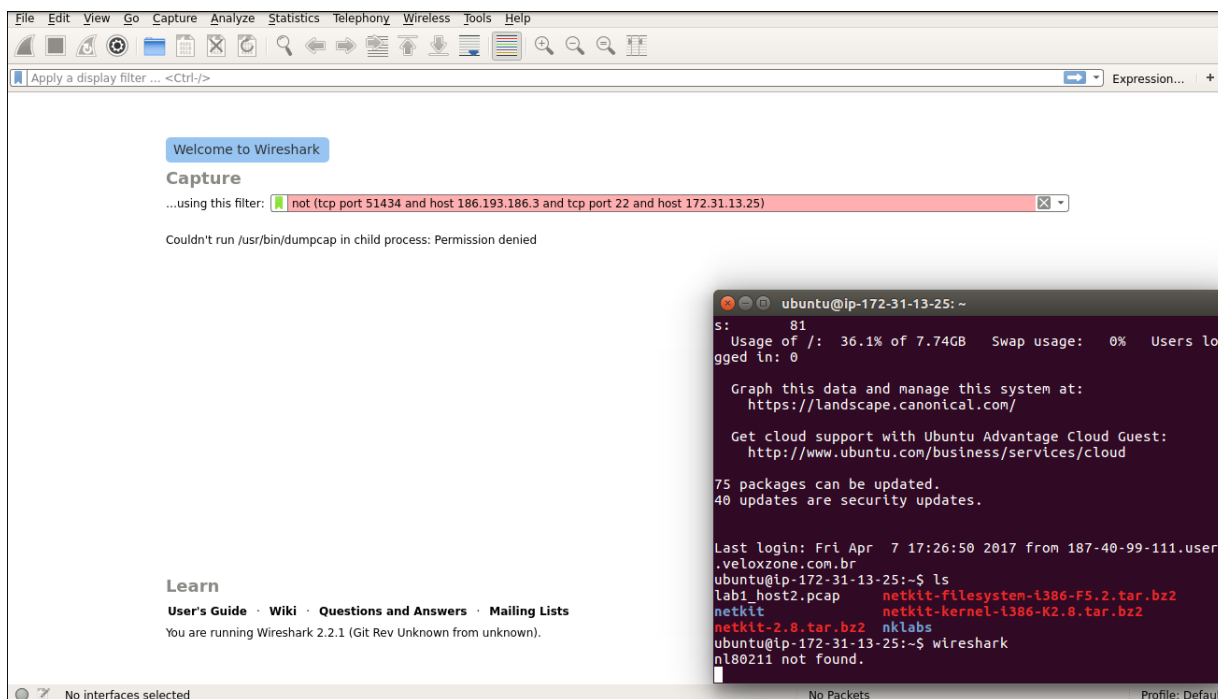 File Edit View Go Capture Analyze Statistics Telephony Wireless Tools Help
Apply a display filter ... <Ctrl-/>
Expression... +
Welcome to Wireshark
Capture
...using this filter: not (tcp port 51434 and host 186.193.186.3 and tcp port 22 and host 172.31.13.25)
Couldn't run /usr/bin/dumpcap in child process: Permission denied
ubuntu@ip-172-31-13-25: ~
s: 81
Usage of /: 36.1% of 7.74GB Swap usage: 0% Users lo
gged in: 0
Graph this data and manage this system at:
https://landscape.canonical.com/
Get cloud support with Ubuntu Advantage Cloud Guest:
http://www.ubuntu.com/business/services/cloud
75 packages can be updated.
40 updates are security updates.
Last login: Fri Apr 7 17:26:50 2017 from 187-40-99-111.user
.veloxzone.com.br
ubuntu@ip-172-31-13-25:~$ ls
lab1_host2.pcap netkit-filesystem-i386-F5.2.tar.bz2
netkit netkit-kernel-i386-K2.8.tar.bz2
netkit-2.8.tar.bz2 nklabs
ubuntu@ip-172-31-13-25:~$ wireshark
nl80211 not found.
Learn
User's Guide · Wiki · Questions and Answers · Mailing Lists
You are running Wireshark 2.2.1 (Git Rev Unknown from unknown).
No interfaces selected
No Packets
Profile: Defau